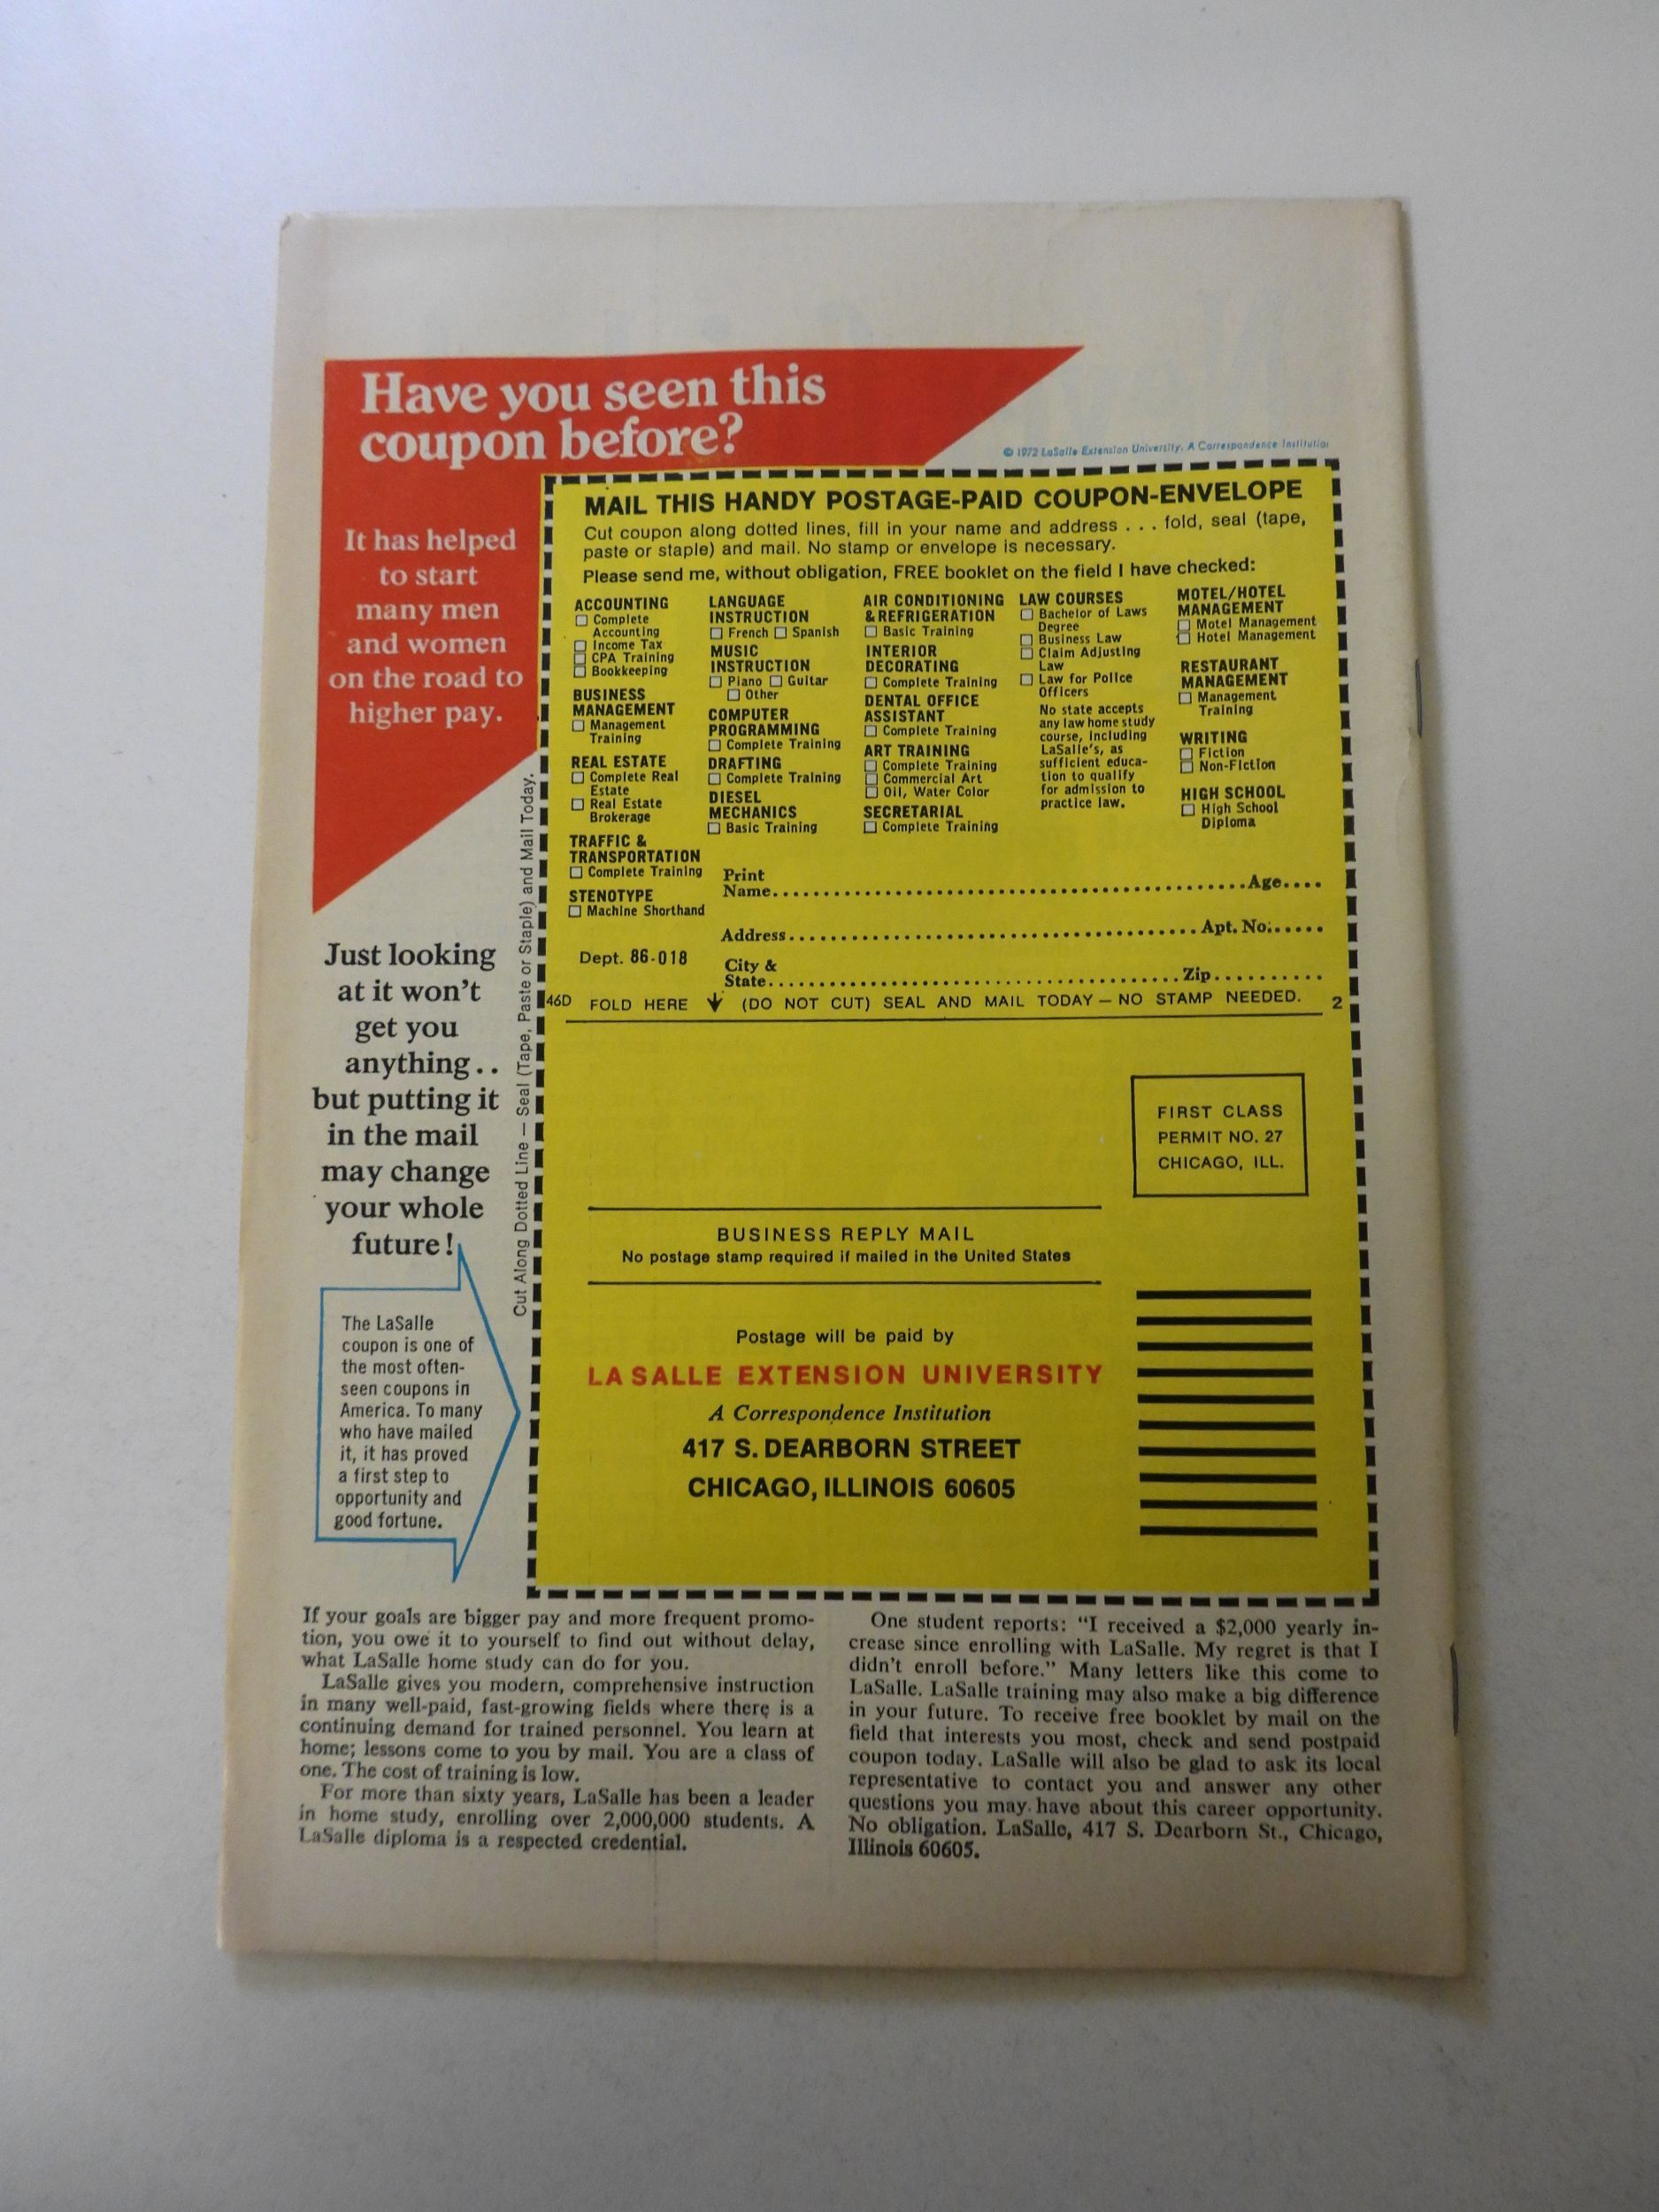 Have you seen this
coupon before?
It has helped
to start
many men
and women
on the road to
higher pay.
© 1972 LaSalle Extension University, A Correspondence Institution
MAIL THIS HANDY POSTAGE-PAID COUPON-ENVELOPE
Cut coupon along dotted lines, fill in your name and address . . . fold, seal (tape,
paste or staple) and mail. No stamp or envelope is necessary.
Please send me, without obligation, FREE booklet on the field I have checked:
ACCOUNTING
Complete
Accounting
Income Tax
CPA Training
Bookkeeping
BUSINESS
MANAGEMENT
Management
Training
REAL ESTATE
Complete Real
Estate
Real Estate
Brokerage
TRAFFIC &
TRANSPORTATION
Complete Training
STENOTYPE
Machine Shorthand
LANGUAGE
INSTRUCTION
French Spanish
MUSIC
INSTRUCTION
Piano Guitar
Other
COMPUTER
PROGRAMMING
Complete Training
DRAFTING
Complete Training
DIESEL
MECHANICS
Basic Training
AIR CONDITIONING
& REFRIGERATION
Basic Training
INTERIOR
DECORATING
Complete Training
DENTAL OFFICE
ASSISTANT
Complete Training
ART TRAINING
Complete Training
Commercial Art
Oil, Water Color
SECRETARIAL
Complete Training
LAW COURSES
Bachelor of Laws
Degree
Business Law
Claim Adjusting
Law
Law for Police
Officers
No state accepts
any law home study
course, including
LaSalle's, as
sufficient educa-
tion to qualify
for admission to
practice law.
MOTEL/HOTEL
MANAGEMENT
Motel Management
Hotel Management
RESTAURANT
MANAGEMENT
Management
Training
WRITING
Fiction
Non-Fiction
HIGH SCHOOL
High School
Diploma
Print
Name Age
Address Apt. No.
Dept. 86-018
City &
State Zip
46D FOLD HERE (DO NOT CUT) SEAL AND MAIL TODAY — NO STAMP NEEDED. 2
Cut Along Dotted Line — Seal (Tape, Paste or Staple) and Mail Today.
Just looking
at it won't
get you
anything . .
but putting it
in the mail
may change
your whole
future!
The LaSalle
coupon is one of
the most often-
seen coupons in
America. To many
who have mailed
it, it has proved
a first step to
opportunity and
good fortune.
FIRST CLASS
PERMIT NO. 27
CHICAGO, ILL.
BUSINESS REPLY MAIL
No postage stamp required if mailed in the United States
Postage will be paid by
LA SALLE EXTENSION UNIVERSITY
A Correspondence Institution
417 S. DEARBORN STREET
CHICAGO, ILLINOIS 60605
If your goals are bigger pay and more frequent promo-
tion, you owe it to yourself to find out without delay,
what LaSalle home study can do for you.
LaSalle gives you modern, comprehensive instruction
in many well-paid, fast-growing fields where there is a
continuing demand for trained personnel. You learn at
home; lessons come to you by mail. You are a class of
one. The cost of training is low.
For more than sixty years, LaSalle has been a leader
in home study, enrolling over 2,000,000 students. A
LaSalle diploma is a respected credential.
One student reports: "I received a $2,000 yearly in-
crease since enrolling with LaSalle. My regret is that I
didn't enroll before." Many letters like this come to
LaSalle. LaSalle training may also make a big difference
in your future. To receive free booklet by mail on the
field that interests you most, check and send postpaid
coupon today. LaSalle will also be glad to ask its local
representative to contact you and answer any other
questions you may have about this career opportunity.
No obligation. LaSalle, 417 S. Dearborn St., Chicago,
Illinois 60605.